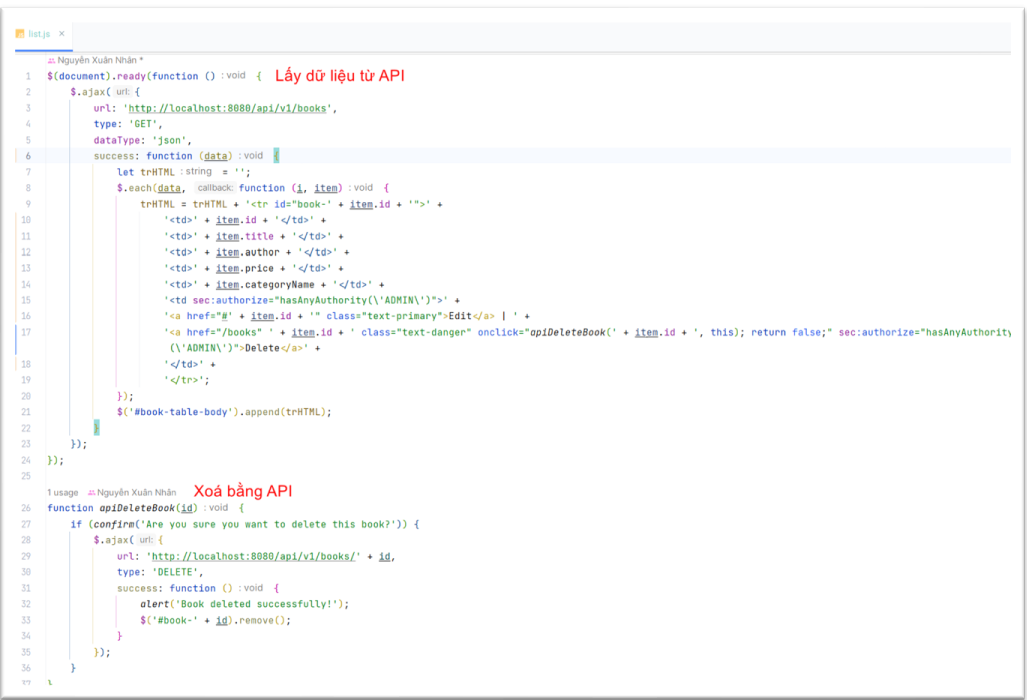 list.js ×
Nguyễn Xuân Nhân *
1 $(document).ready(function () : void { Lấy dữ liệu từ API
2 $.ajax( url: {
3 url: 'http://localhost:8080/api/v1/books',
4 type: 'GET',
5 dataType: 'json',
6 success: function (data) : void {
7 let trHTML : string = '';
8 $.each(data, callback: function (i, item) : void {
9 trHTML = trHTML + '<tr id="book-' + item.id + '">' +
10 '<td>' + item.id + '</td>' +
11 '<td>' + item.title + '</td>' +
12 '<td>' + item.author + '</td>' +
13 '<td>' + item.price + '</td>' +
14 '<td>' + item.categoryName + '</td>' +
15 '<td sec:authorize="hasAnyAuthority(\'ADMIN\')">' +
16 '<a href="#' + item.id + '" class="text-primary">Edit</a> | ' +
17 '<a href="/books" ' + item.id + ' class="text-danger" onclick="apiDeleteBook(' + item.id + ', this); return false;" sec:authorize="hasAnyAuthority
(\'ADMIN\')">Delete</a>' +
18 '</td>' +
19 '</tr>';
20 });
21 $('#book-table-body').append(trHTML);
22 }
23 });
24 });
25
1 usage Nguyễn Xuân Nhân Xoá bằng API
26 function apiDeleteBook(id) : void {
27 if (confirm('Are you sure you want to delete this book?')) {
28 $.ajax( url: {
29 url: 'http://localhost:8080/api/v1/books/' + id,
30 type: 'DELETE',
31 success: function () : void {
32 alert('Book deleted successfully!');
33 $('#book-' + id).remove();
34 }
35 });
36 }
37 }